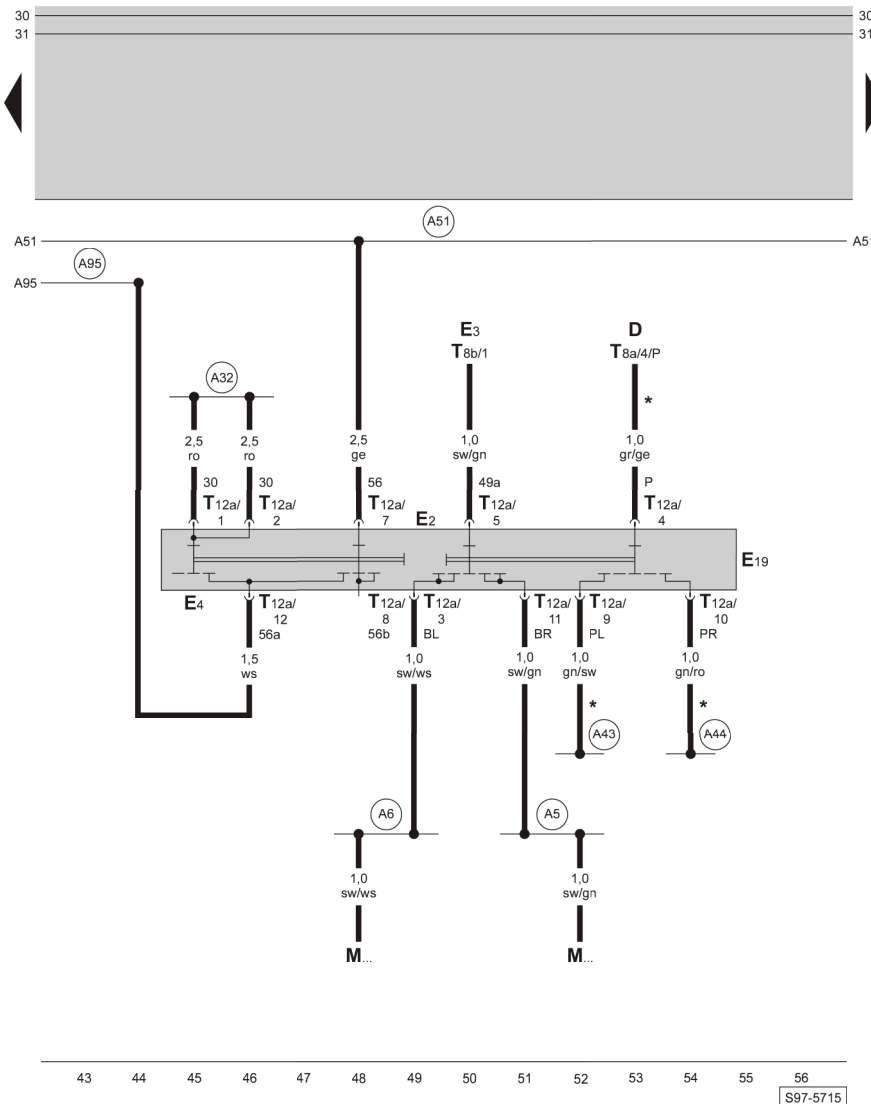 30 30
31 31
A51
A51 A51
A95
A95
E3 D
T8b/1 T8a/4/P
A32
*
2,5 2,5 2,5 1,0 1,0
ro ro ge sw/gn gr/ge
30 30 56 49a P
T12a/ T12a/ T12a/ T12a/ T12a/
1 2 7 E2 5 4
E19
E4 T12a/ T12a/ T12a/ T12a/ T12a/ T12a/
12 8 3 11 9 10
56a 56b BL BR PL PR
1,5 1,0 1,0 1,0 1,0
ws sw/ws sw/gn gn/sw gn/ro
* *
A43 A44
A6 A5
1,0 1,0
sw/ws sw/gn
M... M...
43 44 45 46 47 48 49 50 51 52 53 54 55 56
S97-5715